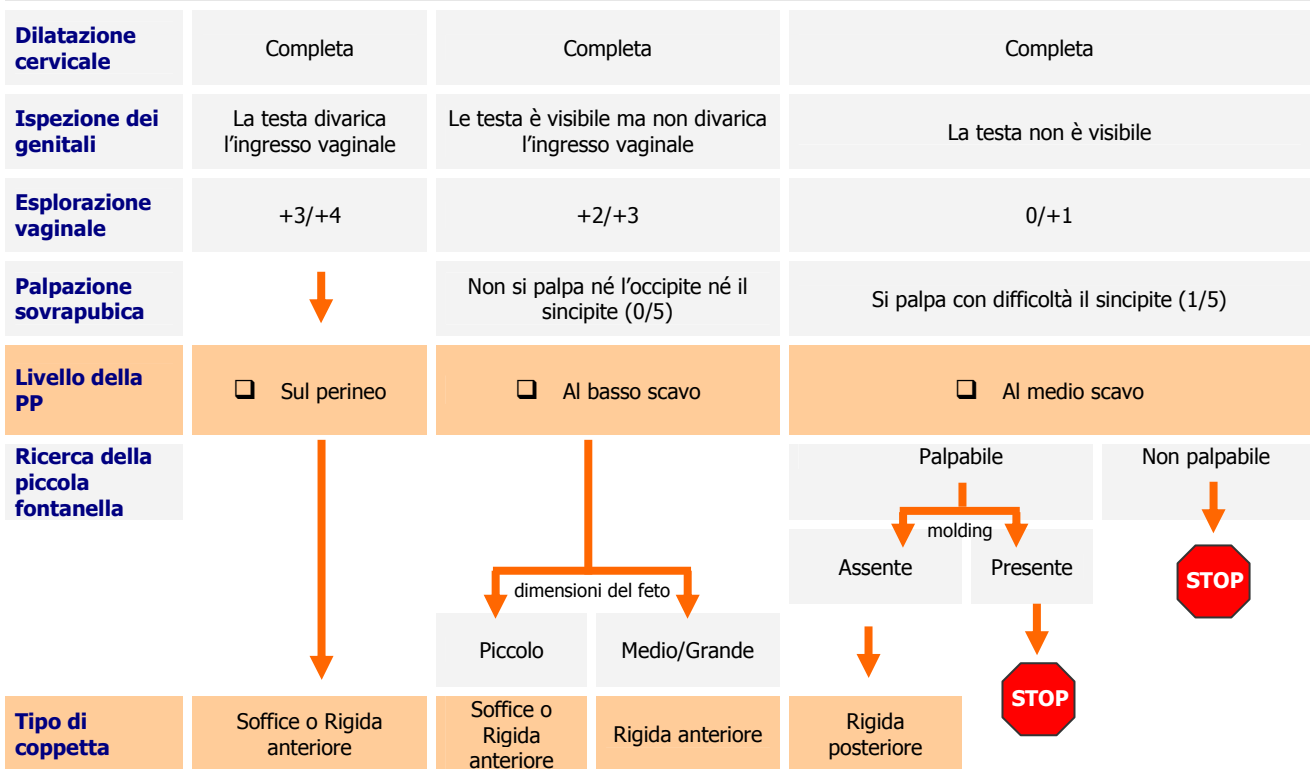 Dilatazione
cervicale
Completa
Completa
Completa
Ispezione dei
genitali
La testa divarica
l'ingresso vaginale
Le testa è visibile ma non divarica
l'ingresso vaginale
La testa non è visibile
Esplorazione
vaginale
+3/+4
+2/+3
0/+1
Palpazione
sovrapubica
Non si palpa né l'occipite né il
sincipite (0/5)
Si palpa con difficoltà il sincipite (1/5)
Livello della
PP
❑ Sul perineo
❑ Al basso scavo
❑ Al medio scavo
Ricerca della
piccola
fontanella
Palpabile
Non palpabile
molding
Assente
Presente
STOP
dimensioni del feto
Piccolo
Medio/Grande
STOP
Tipo di
coppetta
Soffice o Rigida
anteriore
Soffice o
Rigida
anteriore
Rigida anteriore
Rigida
posteriore